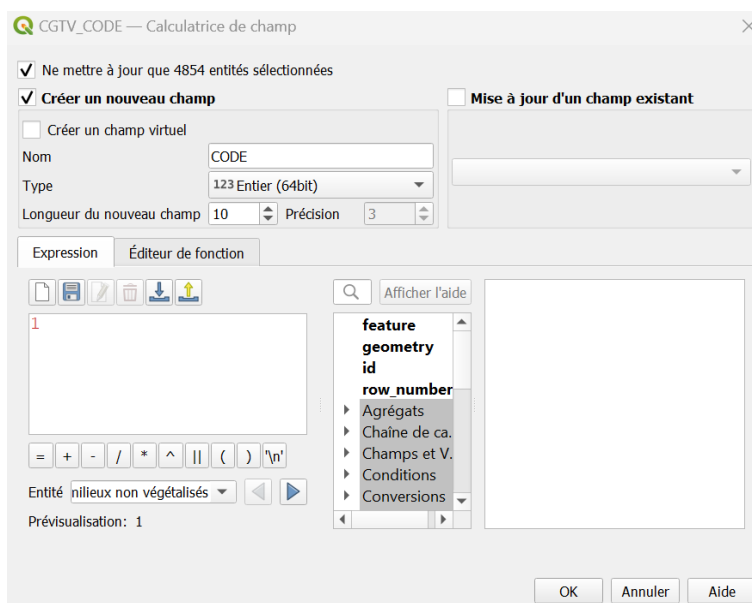 CGTV_CODE — Calculatrice de champ
Ne mettre à jour que 4854 entités sélectionnées
Créer un nouveau champ
Mise à jour d'un champ existant
Créer un champ virtuel
Nom CODE
Type 123 Entier (64bit)
Longueur du nouveau champ 10 Précision 3
Expression Éditeur de fonction
Afficher l'aide
1
feature
geometry
id
row_number
Agrégats
Chaîne de ca.
Champs et V.
Conditions
Conversions
= + - / * ^ || ( ) '\n'
Entité nilieux non végétalisés
Prévisualisation: 1
OK Annuler Aide